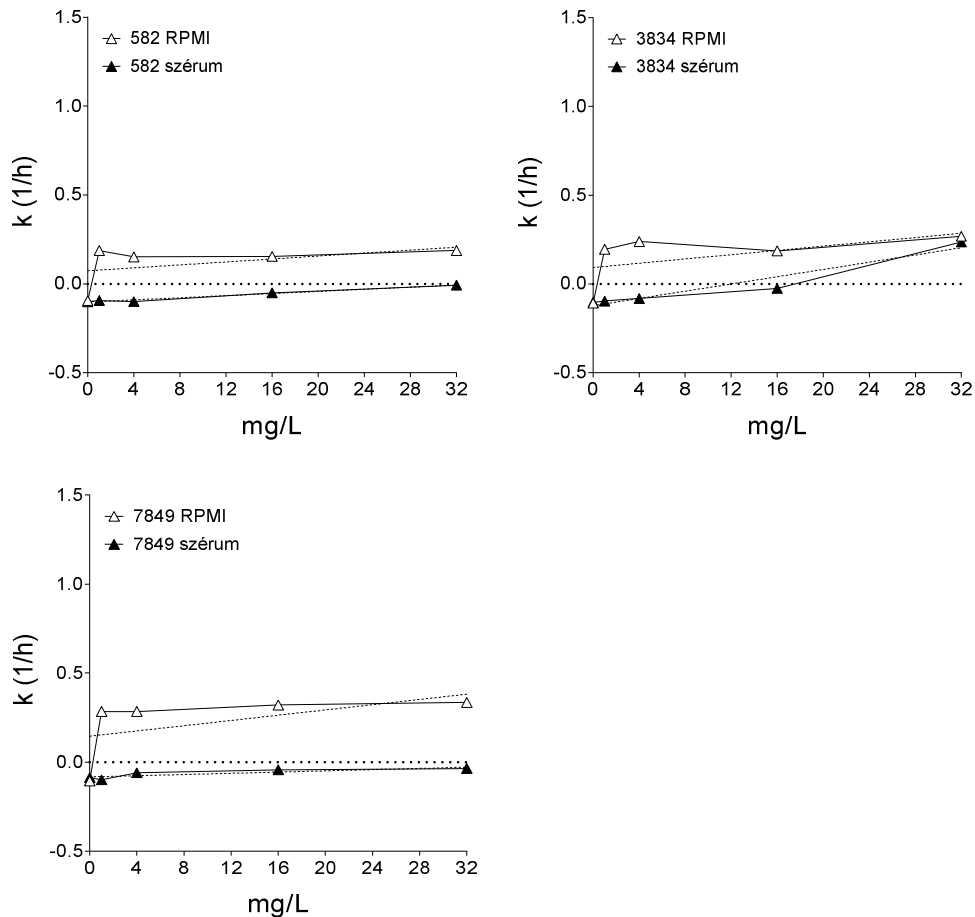 1.5
1.0
0.5
0.0
-0.5
k (1/h)
582 RPMI
582 szérum
0 4 8 12 16 20 24 28 32
mg/L
1.5
1.0
0.5
0.0
-0.5
k (1/h)
3834 RPMI
3834 szérum
0 4 8 12 16 20 24 28 32
mg/L
1.5
1.0
0.5
0.0
-0.5
k (1/h)
7849 RPMI
7849 szérum
0 4 8 12 16 20 24 28 32
mg/L